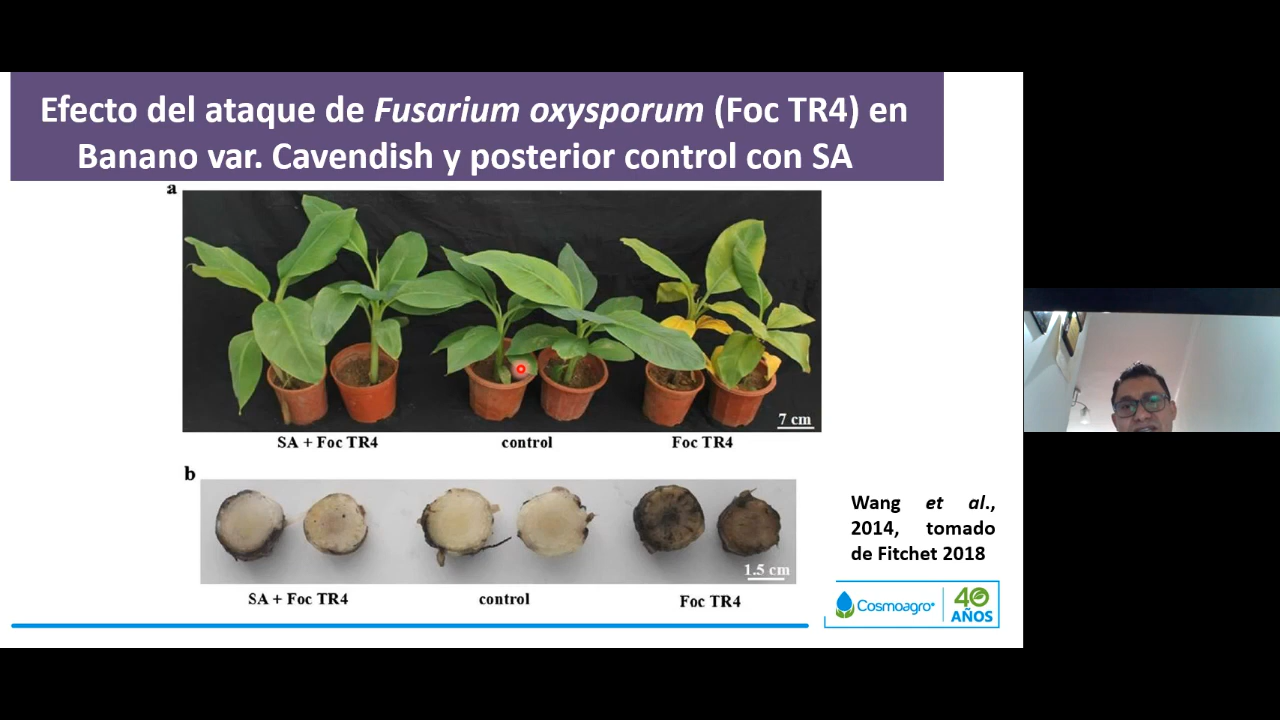 Efecto del ataque de Fusarium oxysporum (Foc TR4) en
Banano var. Cavendish y posterior control con SA
a
7 cm
SA + Foc TR4
control
Foc TR4
b
1.5 cm
SA + Foc TR4
control
Foc TR4
Wang et al.,
2014, tomado
de Fitchet 2018
Cosmoagro
40
AÑOS